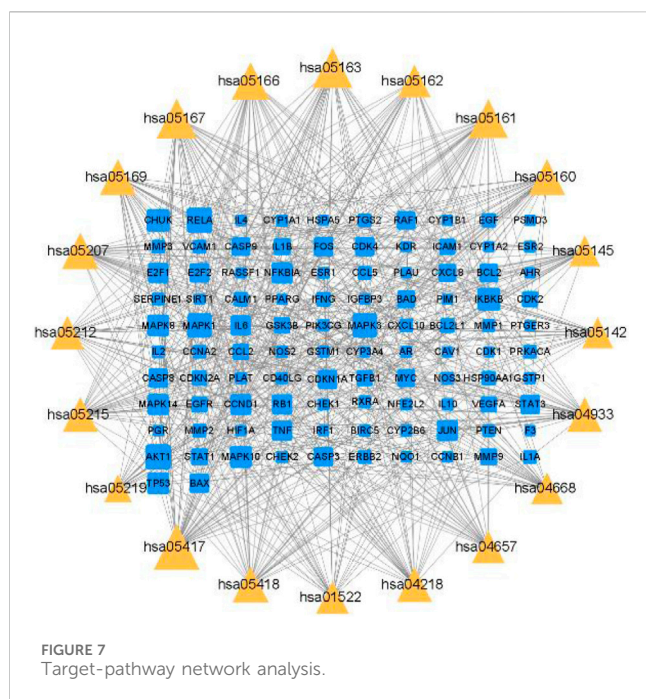 hsa05163
hsa05166
hsa05162
hsa05167
hsa05161
hsa05169
hsa05160
CHUK RELA IL4 CYP1A1 HSPA5 PTGS2 RAF1 CYP1B1 EGF PSMD3
MMP3 VCAM1 CASP9 IL1B FOS CDK4 KDR ICAM1 CYP1A2 ESR2
hsa05207
hsa05145
E2F1 E2F2 RASSF1 NFKBIA ESR1 CCL5 PLAU CXCL8 BCL2 AHR
SERPINE1 SIRT1 CALM1 PPARG IFNG IGFBP3 BAD PIM1 IKBKB CDK2
hsa05212
hsa05142
MAPK1 IL6 GSK3B PIK3CG MAPK3 CXCL10 BCL2L1 MMP1 PTGER3
IL2 CCNA2 CCL2 NOS2 GSTM1 CYP3A4 AR CAV1 CDK1 PRKACA
CASP8 CDKN2A PLAT CD40LG CDKN1A TGFB1 MYC NOS3 HSP90AA1 GSTP1
hsa05215
hsa04933
MAPK14 EGFR CCND1 RB1 CHEK1 RXRA NFE2L2 IL10 VEGFA STAT3
PGR MMP2 HIF1A TNF IRF1 BIRC5 CYP2B6 JUN PTEN F3
AKT1 STAT1 MAPK10 CHEK2 CASP3 ERBB2 NQO1 CCNB1 MMP9 IL1A
hsa05219
hsa04668
TP53 BAX
hsa05417
hsa04657
hsa05418
hsa01522
hsa04218
FIGURE 7
Target-pathway network analysis.